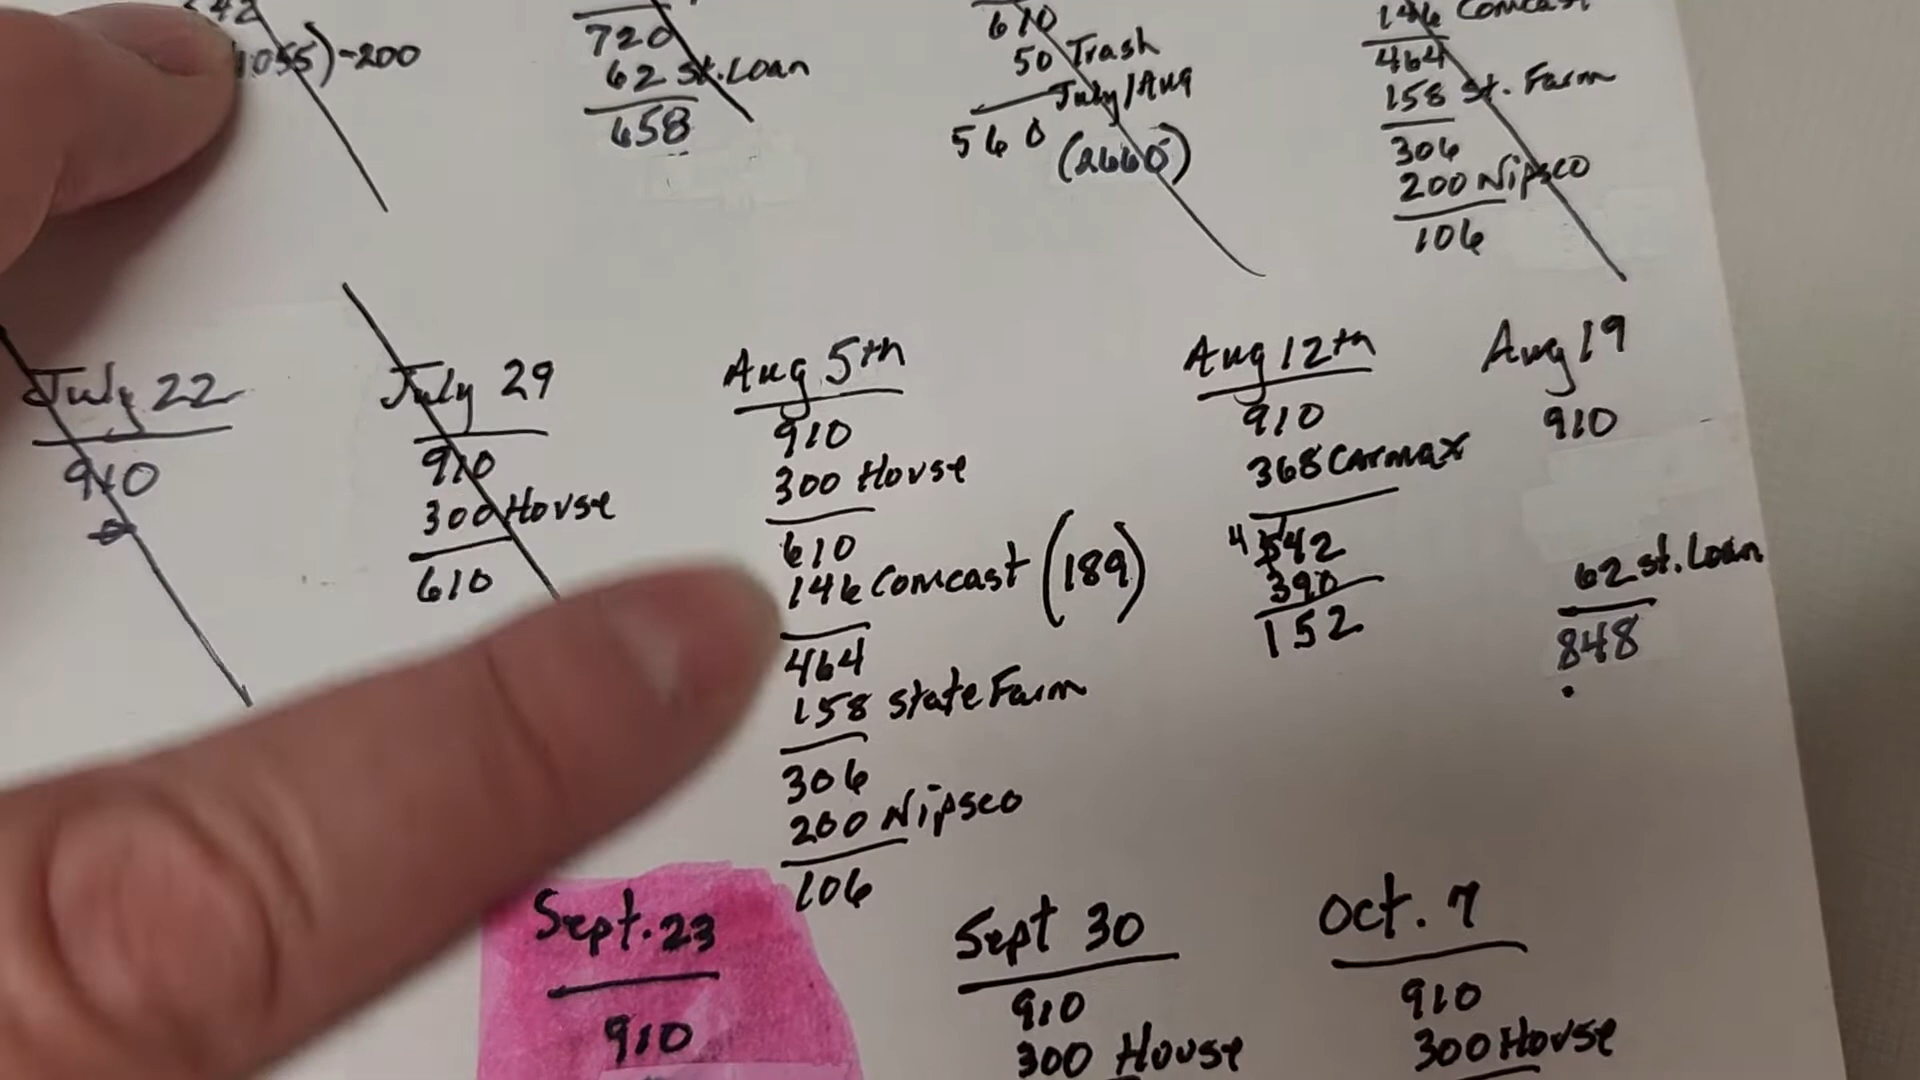 1055)-200
720
62 St. Loan
658
610
50 Trash
July/Aug
560
(2660)
146 Comcast
464
158 St. Farm
306
200 Nipsco
106
July 22
910
July 29
910
300 House
610
Aug 5th
910
300 House
610
146 Comcast (189)
464
158 State Farm
306
200 Nipsco
106
Aug 12th
910
368 Carmax
542
390
152
Aug 19
910
62 St. Loan
848
Sept. 23
910
Sept 30
910
300 House
Oct. 7
910
300 House